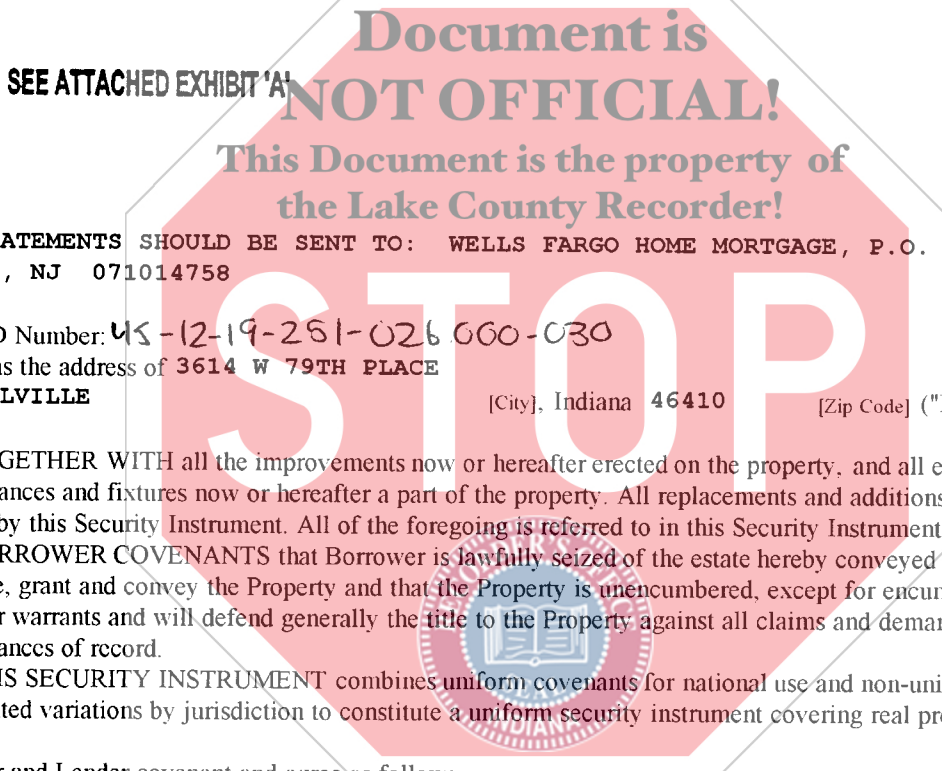 Document is
SEE ATTACHED EXHIBIT 'A'
NOT OFFICIAL!
This Document is the property of
the Lake County Recorder!
ATEMENTS SHOULD BE SENT TO: WELLS FARGO HOME MORTGAGE, P.O.
, NJ 071014758
STOP
D Number: 45-12-19-251-026.000-030
as the address of 3614 W 79TH PLACE
LVILLE [City], Indiana 46410 [Zip Code] ("
GETHER WITH all the improvements now or hereafter erected on the property, and all e
ances and fixtures now or hereafter a part of the property. All replacements and additions
by this Security Instrument. All of the foregoing is referred to in this Security Instrument
RROWER COVENANTS that Borrower is lawfully seized of the estate hereby conveyed
e, grant and convey the Property and that the Property is unencumbered, except for encun
r warrants and will defend generally the title to the Property against all claims and deman
ances of record.
IS SECURITY INSTRUMENT combines uniform covenants for national use and non-uni
ted variations by jurisdiction to constitute a uniform security instrument covering real pro
RECORDER'S OFFICE
SEAL
INDIANA